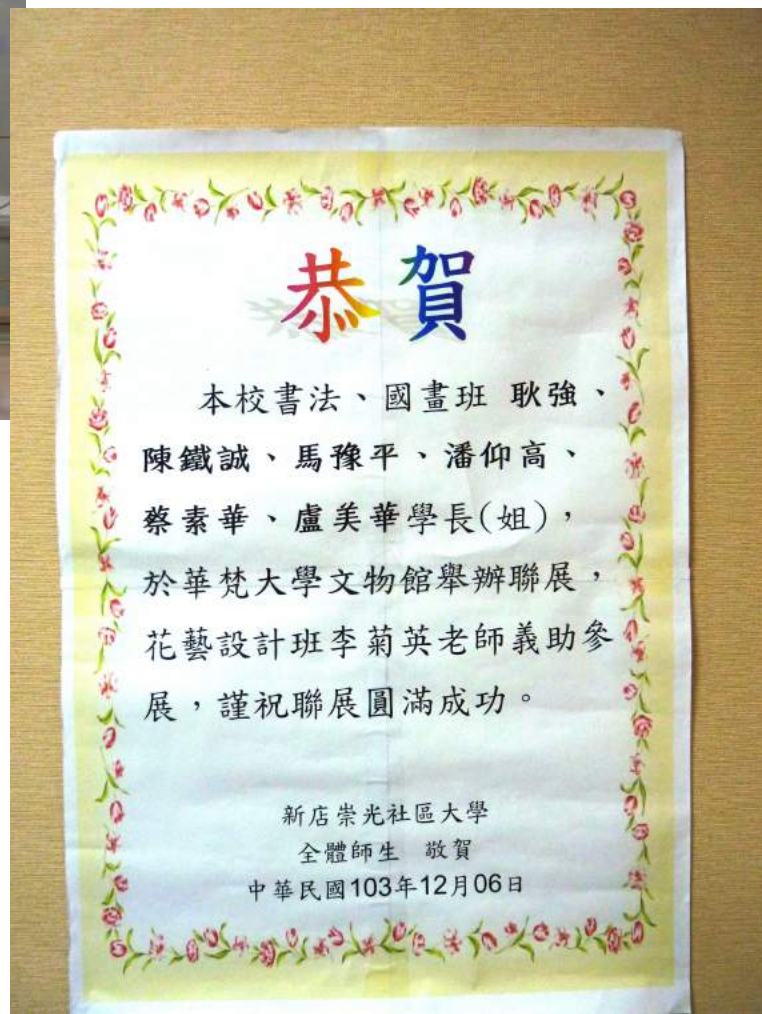 恭賀
本校書法、國畫班 耿強、
陳鐵誠、馬豫平、潘仰高、
蔡素華、盧美華學長(姐)，
於華梵大學文物館舉辦聯展，
花藝設計班李菊英老師義助參
展，謹祝聯展圓滿成功。
新店崇光社區大學
全體師生 敬賀
中華民國103年12月06日